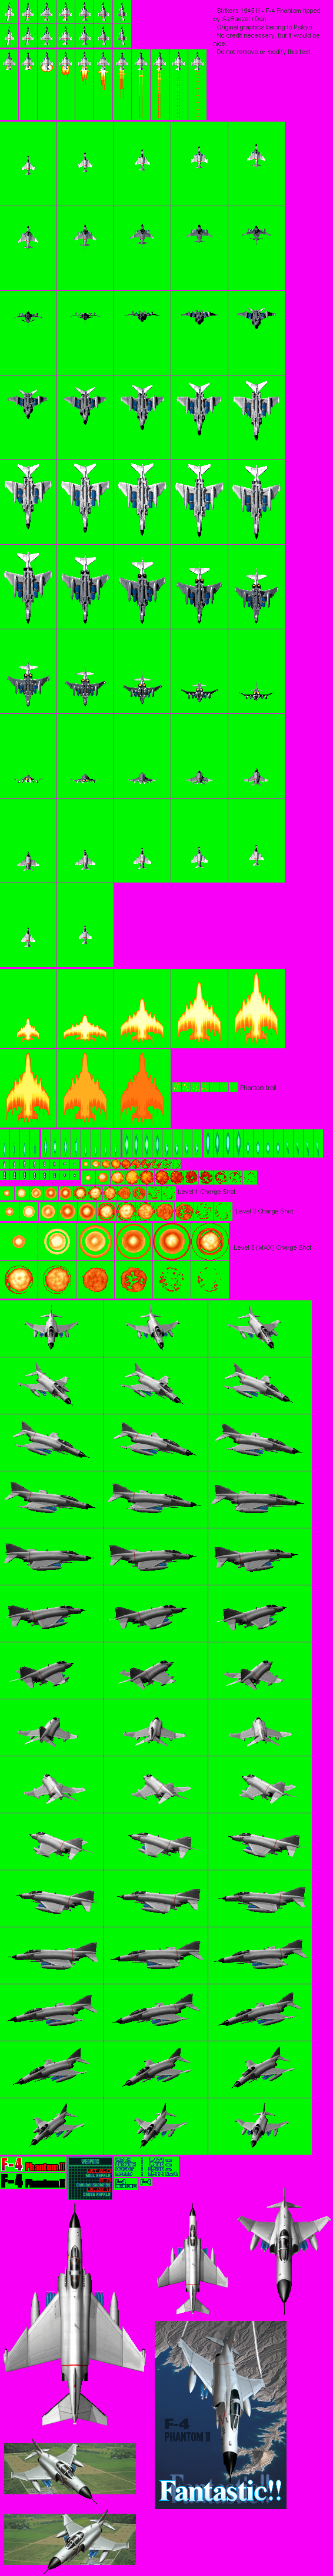 Strikers 1945 III - F-4 Phantom ripped
by AzRaezel / Dan
Original graphics belong to Psikyo
No credit necessary, but it would be
nice.
Do not remove or modify this text.
Phantom trail
Level 1 Charge Shot
Level 2 Charge Shot
Level 3 (MAX) Charge Shot
F-4 Phantom II
F-4 Phantom II
F-4
PHANTOM II
Fantastic!!